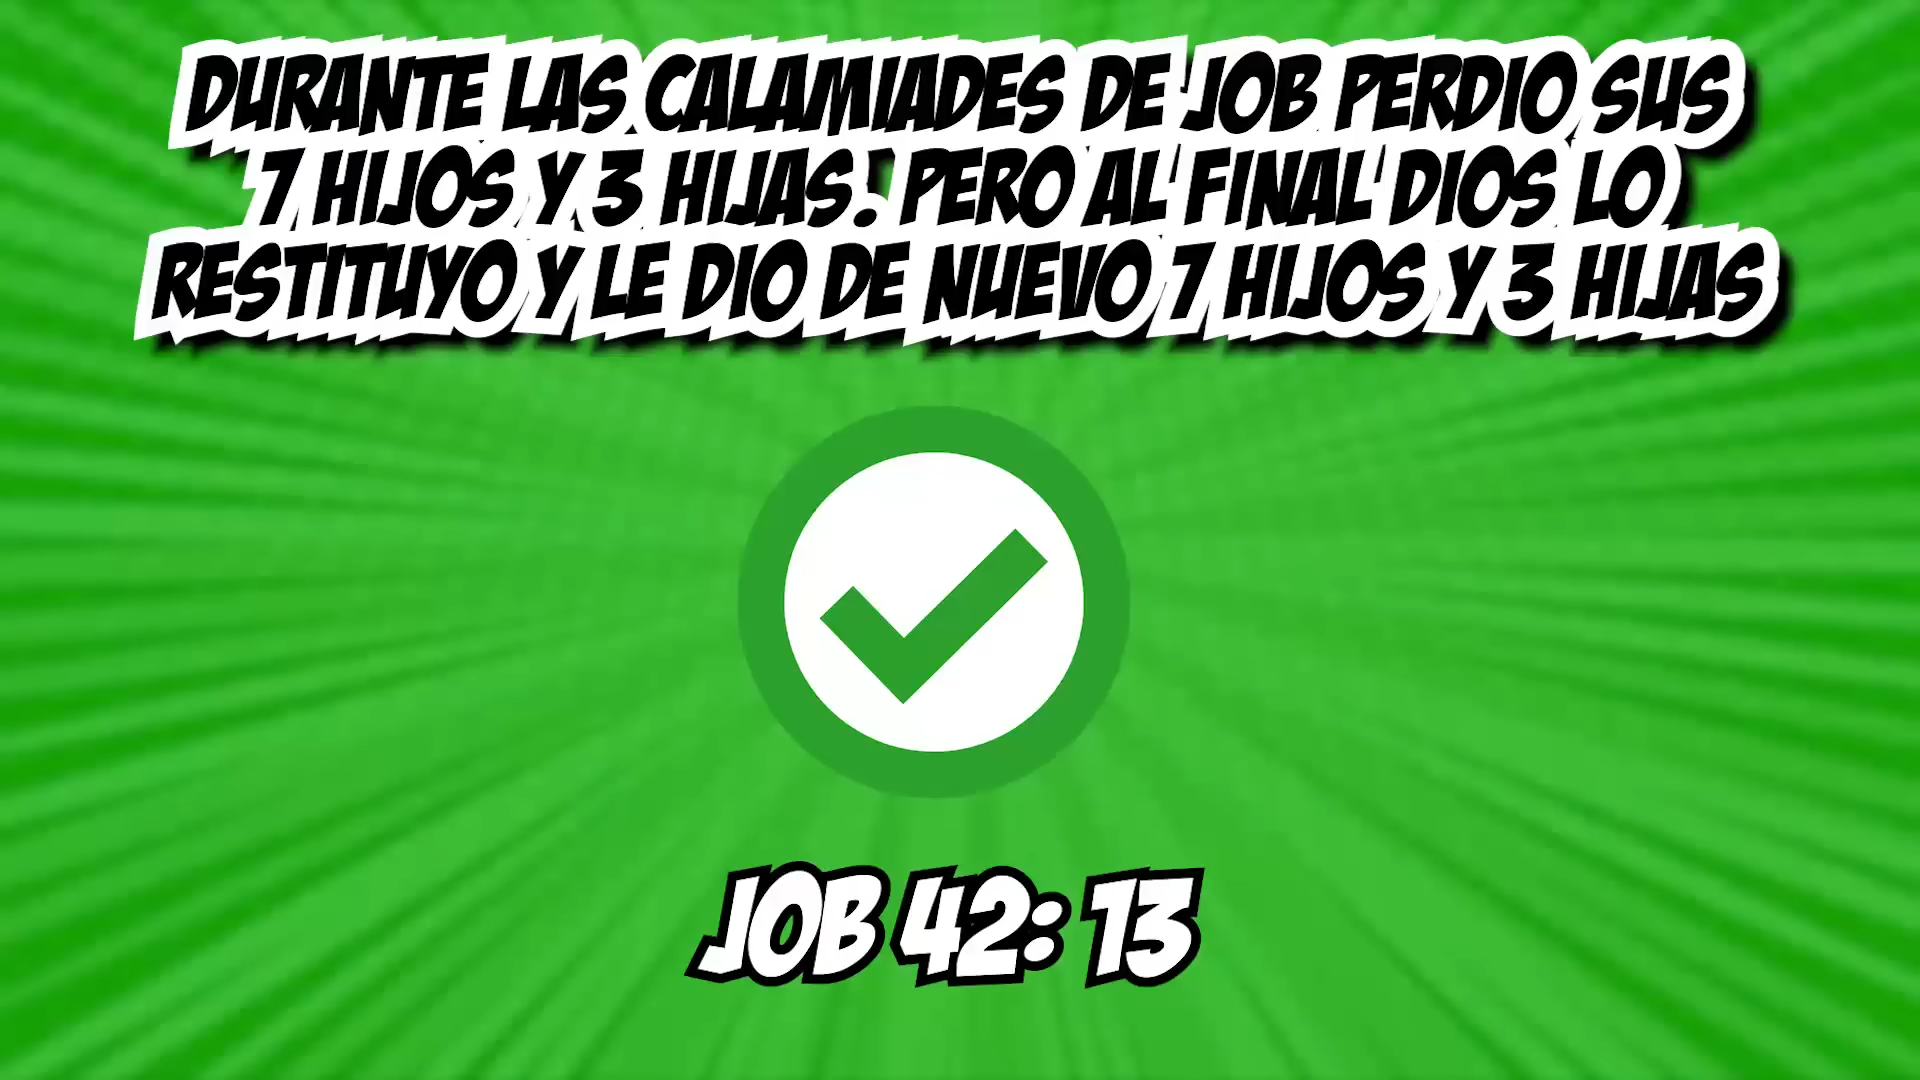 DURANTE LAS CALAMIADES DE JOB PERDIO SUS
7 HIJOS Y 3 HIJAS. PERO AL FINAL DIOS LO
RESTITUYO Y LE DIO DE NUEVO 7 HIJOS Y 3 HIJAS
JOB 42: 13